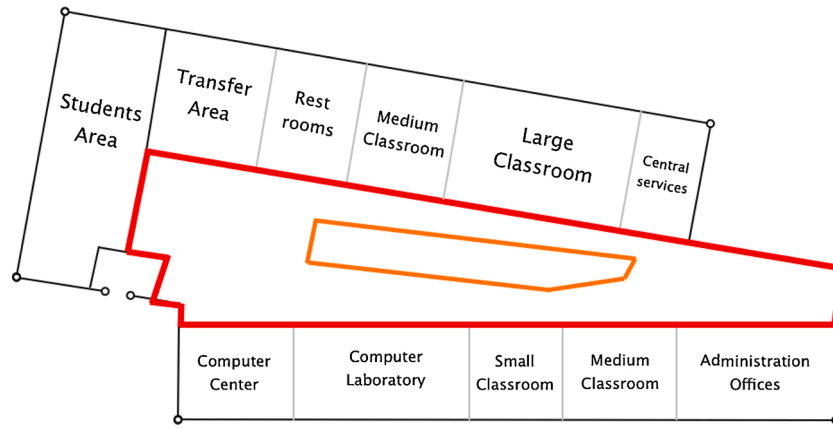 Students
Area
Transfer
Area
Rest
rooms
Medium
Classroom
Large
Classroom
Central
services
Computer
Center
Computer
Laboratory
Small
Classroom
Medium
Classroom
Administration
Offices